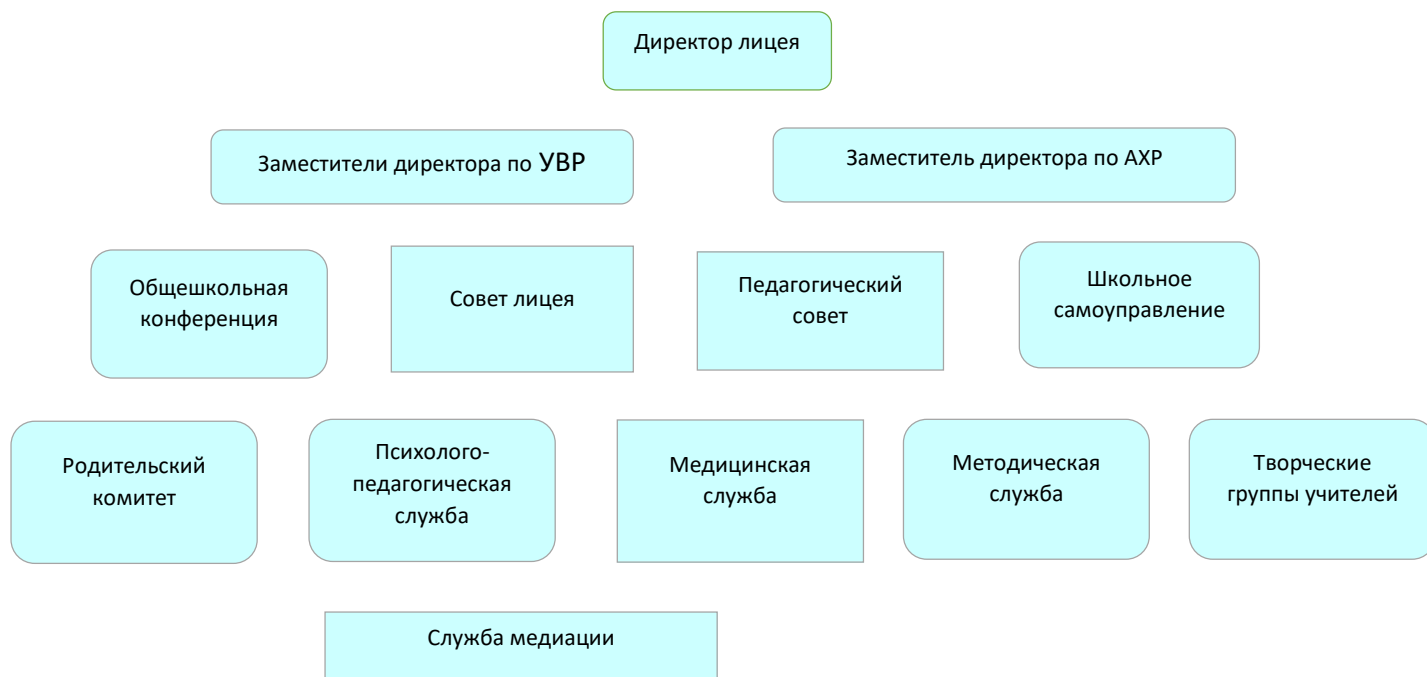 Директор лицея
Заместители директора по УВР
Заместитель директора по АХР
Общешкольная
конференция
Совет лицея
Педагогический
совет
Школьное
самоуправление
Родительский
комитет
Психолого-
педагогическая
служба
Медицинская
служба
Методическая
служба
Творческие
группы учителей
Служба медиации